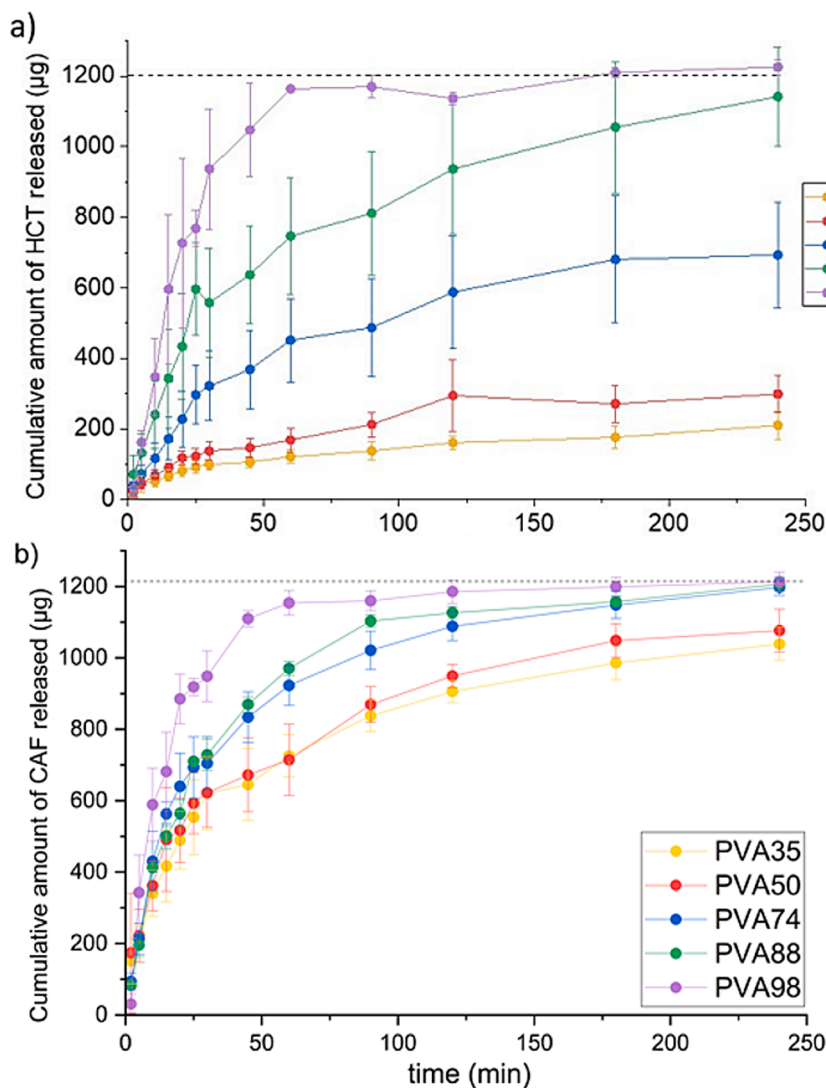 a)
Cumulative amount of HCT released (µg)
1200
1000
800
600
400
200
0
0 50 100 150 200 250
b)
Cumulative amount of CAF released (µg)
1200
1000
800
600
400
200
0
PVA35
PVA50
PVA74
PVA88
PVA98
0 50 100 150 200 250
time (min)